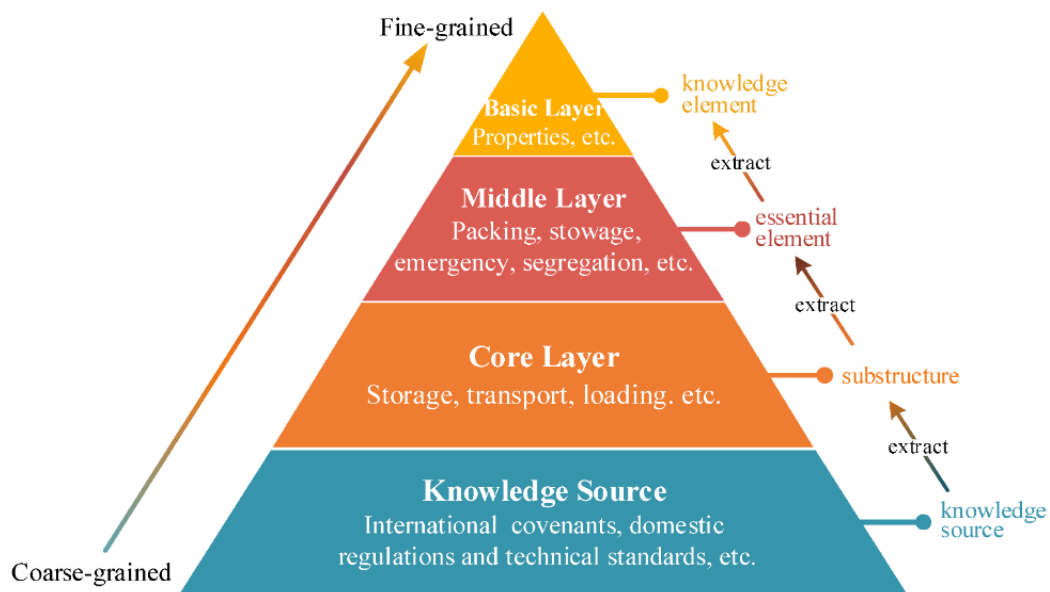 Fine-grained
Basic Layer
Properties, etc.
knowledge
element
extract
Middle Layer
Packing, stowage,
emergency, segregation, etc.
essential
element
extract
Core Layer
Storage, transport, loading. etc.
substructure
extract
Knowledge Source
International covenants, domestic
regulations and technical standards, etc.
knowledge
source
Coarse-grained